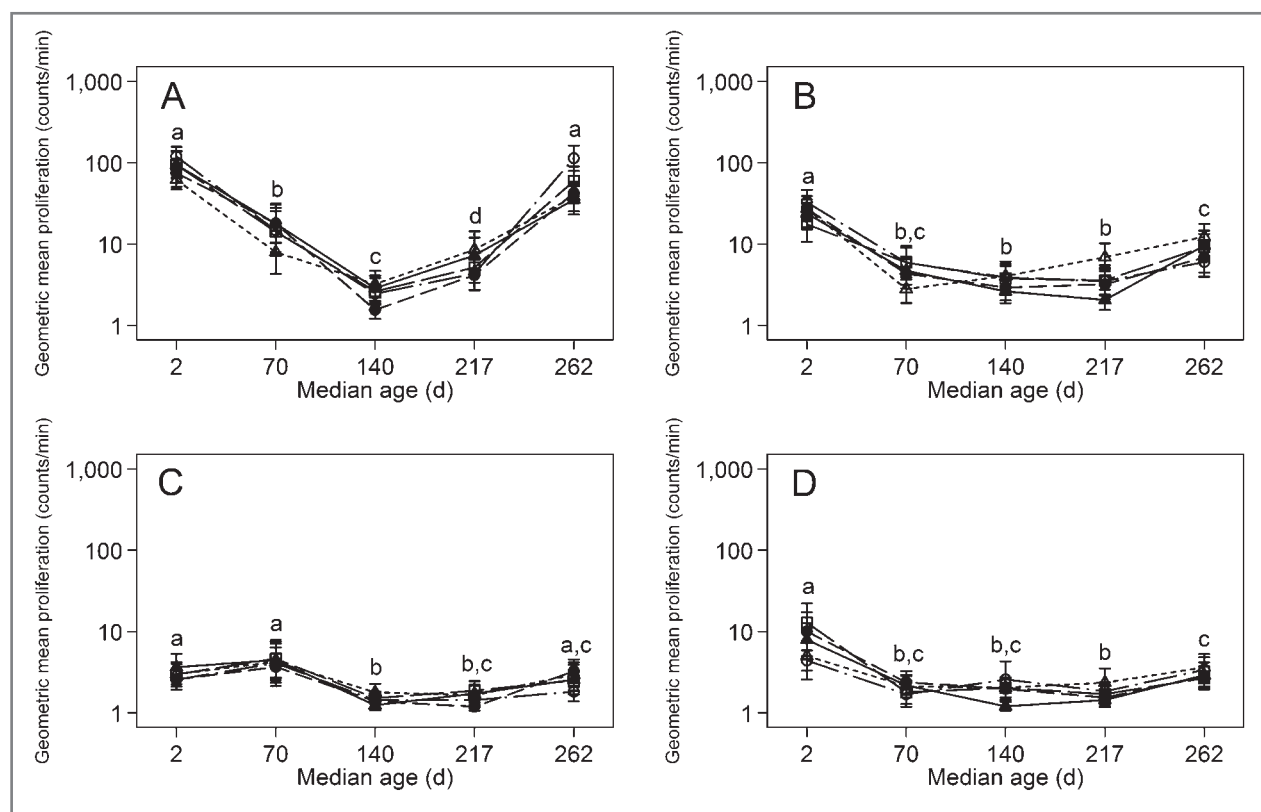 Geometric mean proliferation (counts/min)
1,000
100
10
1
A
a
b
c
d
a
2 70 140 217 262
Median age (d)
Geometric mean proliferation (counts/min)
1,000
100
10
1
B
a
b,c
b
b
c
2 70 140 217 262
Median age (d)
Geometric mean proliferation (counts/min)
1,000
100
10
1
C
a
a
b
b,c
a,c
2 70 140 217 262
Median age (d)
Geometric mean proliferation (counts/min)
1,000
100
10
1
D
a
b,c
b,c
b
c
2 70 140 217 262
Median age (d)